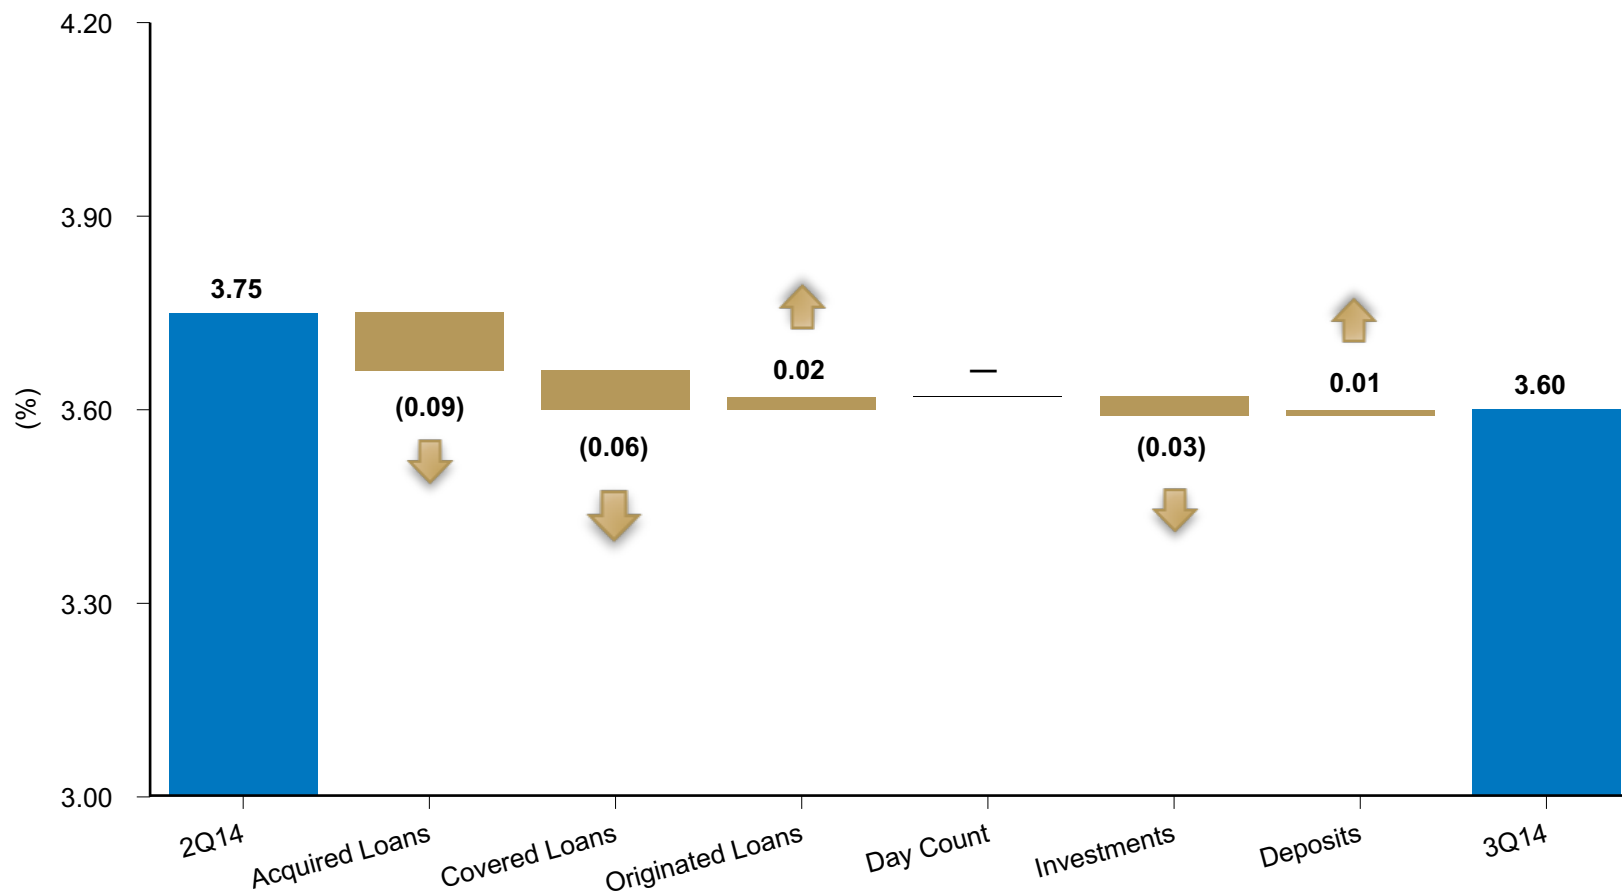 4.20
3.90
3.60
3.30
3.00
(%)
3.75
(0.09)
(0.06)
0.02
—
(0.03)
0.01
3.60
2Q14
Acquired Loans
Covered Loans
Originated Loans
Day Count
Investments
Deposits
3Q14